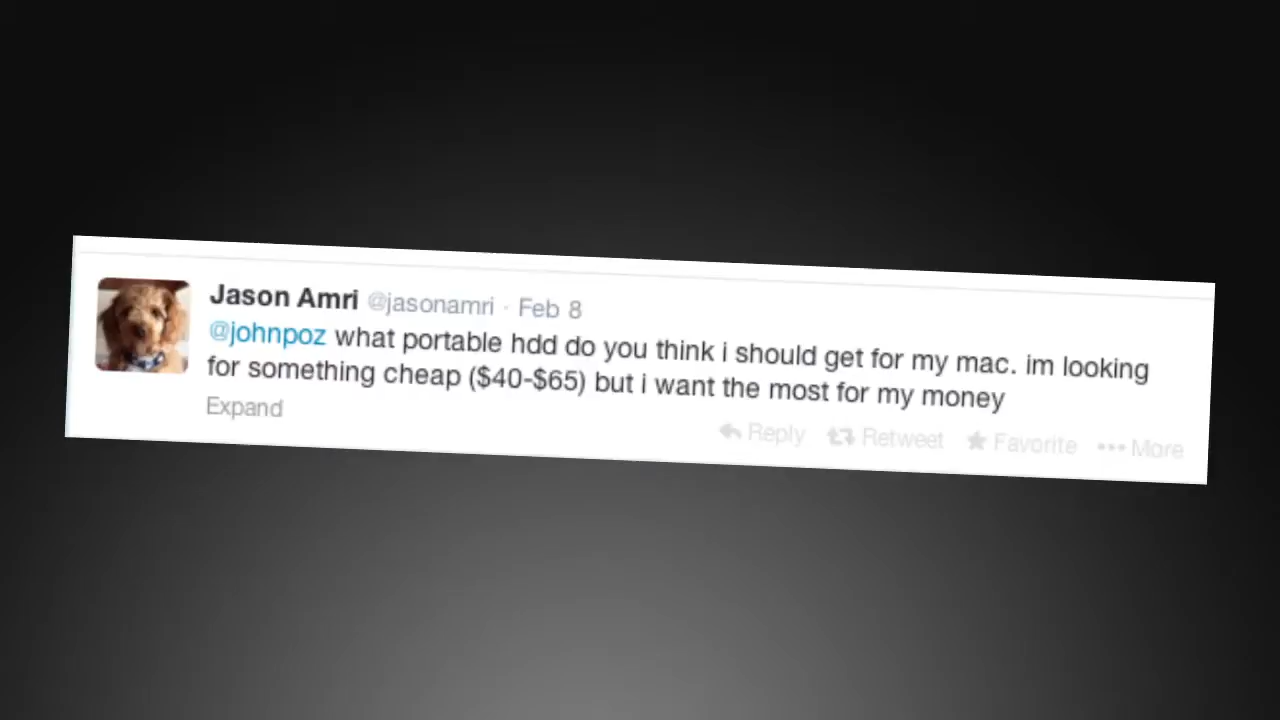 Jason Amri @jasonamri · Feb 8
@johnpoz what portable hdd do you think i should get for my mac. im looking
for something cheap ($40-$65) but i want the most for my money
Expand
Reply Retweet Favorite More